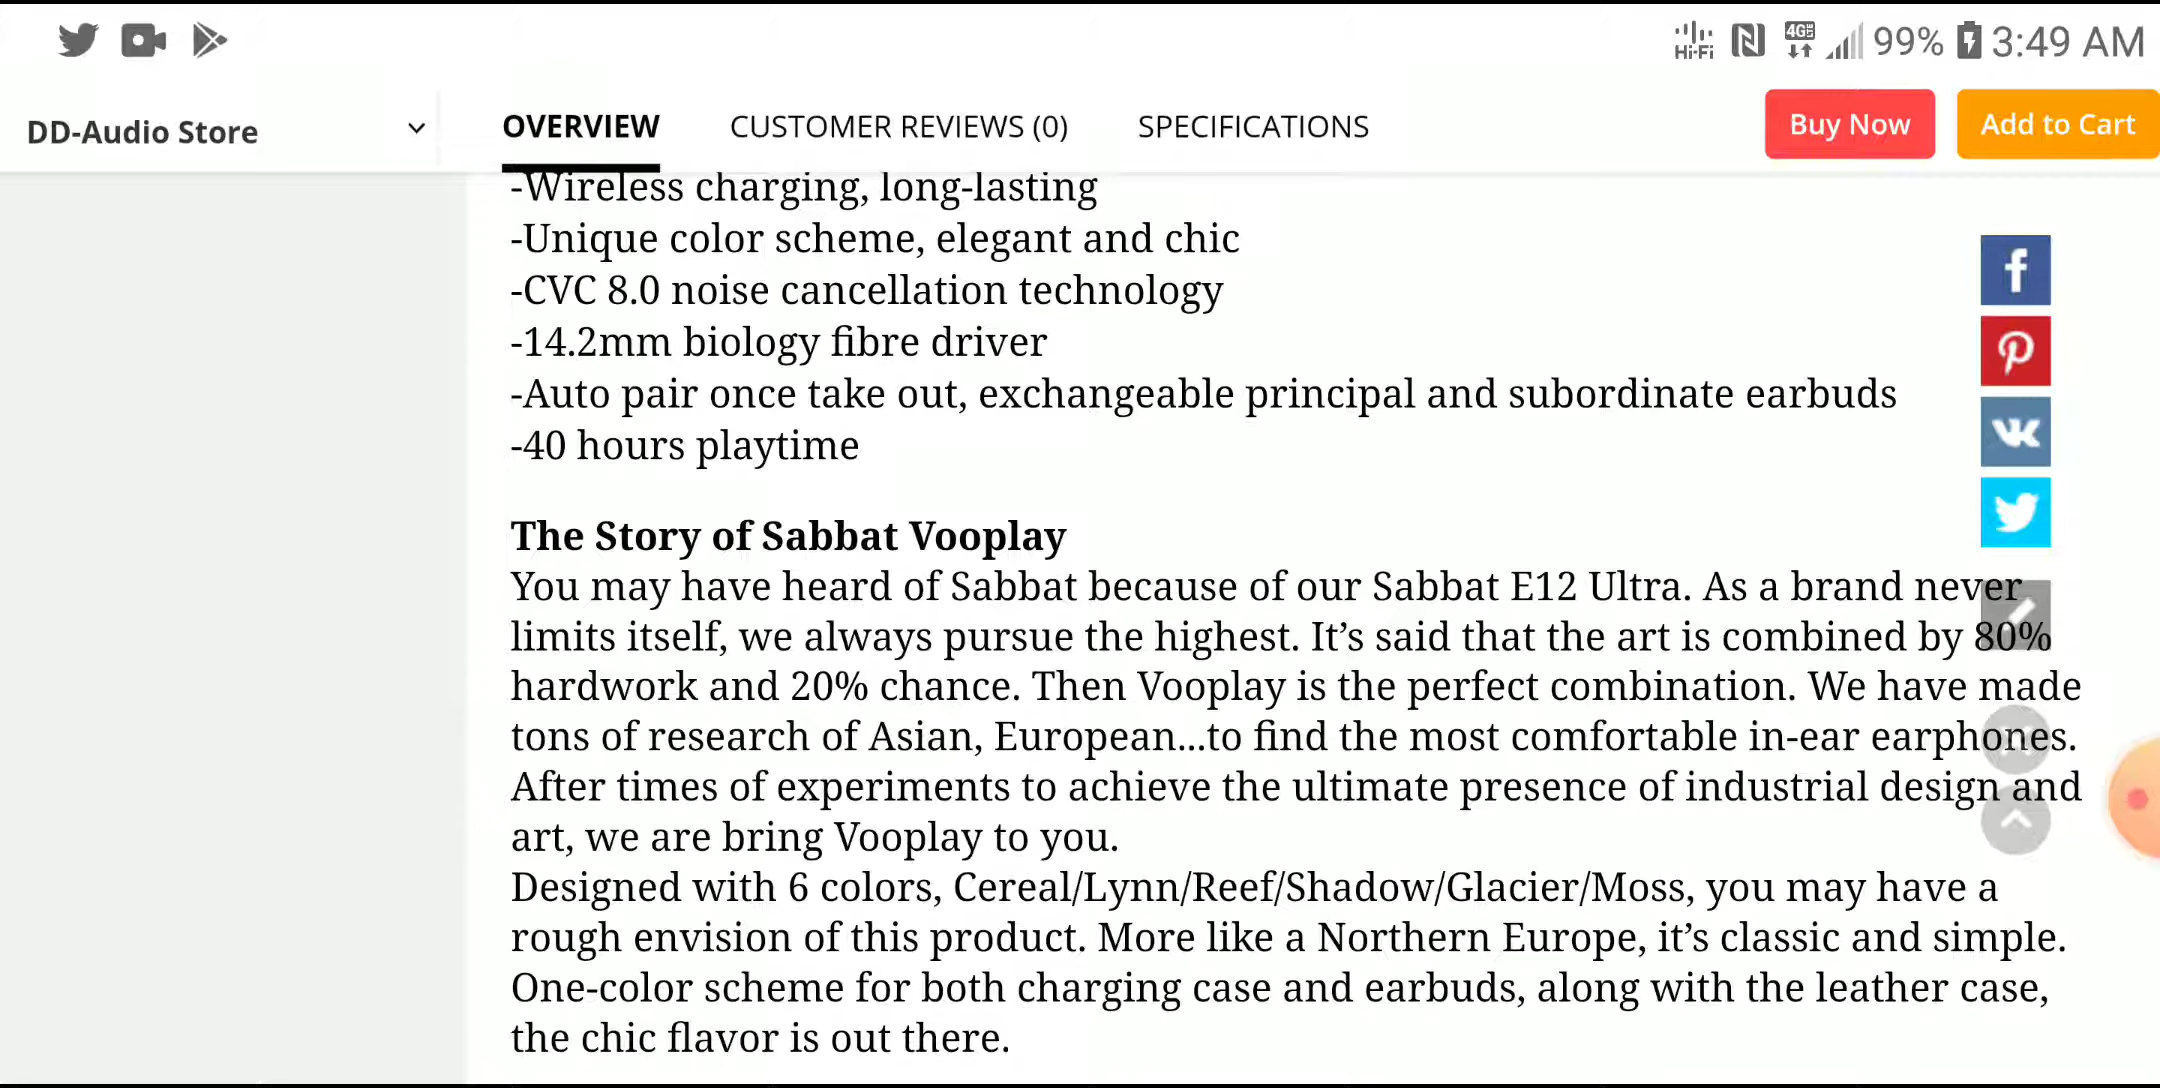 Hi-Fi 4GE 99% 3:49 AM
DD-Audio Store OVERVIEW CUSTOMER REVIEWS (0) SPECIFICATIONS Buy Now Add to Cart
-Wireless charging, long-lasting
-Unique color scheme, elegant and chic
-CVC 8.0 noise cancellation technology
-14.2mm biology fibre driver
-Auto pair once take out, exchangeable principal and subordinate earbuds
-40 hours playtime
The Story of Sabbat Vooplay
You may have heard of Sabbat because of our Sabbat E12 Ultra. As a brand never
limits itself, we always pursue the highest. It’s said that the art is combined by 80%
hardwork and 20% chance. Then Vooplay is the perfect combination. We have made
tons of research of Asian, European...to find the most comfortable in-ear earphones.
After times of experiments to achieve the ultimate presence of industrial design and
art, we are bring Vooplay to you.
Designed with 6 colors, Cereal/Lynn/Reef/Shadow/Glacier/Moss, you may have a
rough envision of this product. More like a Northern Europe, it’s classic and simple.
One-color scheme for both charging case and earbuds, along with the leather case,
the chic flavor is out there.